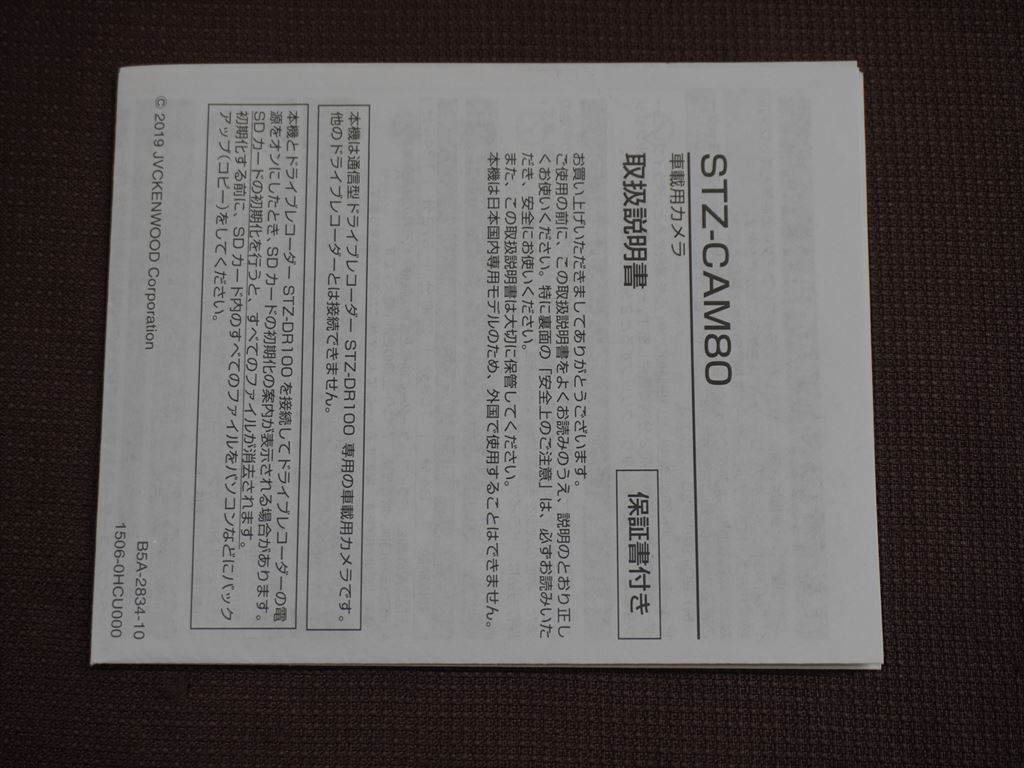 STZ-CAM80
車載用カメラ
取扱説明書
保証書付き
お買い上げいただきましてありがとうございます。
ご使用の前に、この取扱説明書をよくお読みのうえ、説明のとおり正し
くお使いください。特に裏面の「安全上のご注意」は、必ずお読みいた
だき、安全にお使いください。
また、この取扱説明書は大切に保管してください。
本機は日本国内専用モデルのため、外国で使用することはできません。
本機は通信型ドライブレコーダー STZ-DR100 専用の車載用カメラです。
他のドライブレコーダーとは接続できません。
本機とドライブレコーダー STZ-DR100 を接続してドライブレコーダーの電
源をオンにしたとき、SD カードの初期化の案内が表示される場合があります。
SD カードの初期化を行うと、すべてのファイルが消去されます。
初期化する前に、SD カード内のすべてのファイルをパソコンなどにバック
アップ(コピー)をしてください。
© 2019 JVCKENWOOD Corporation
B5A-2834-10
1506-0HCU000